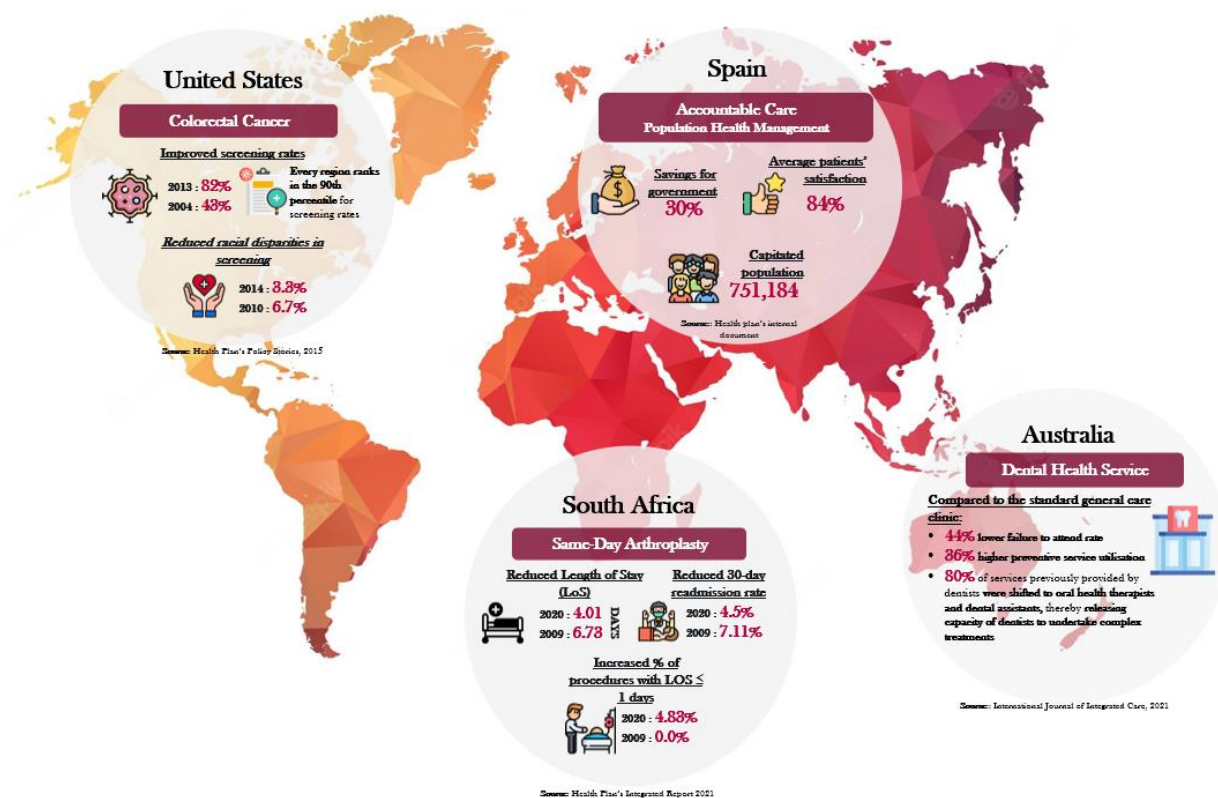 United States
Colorectal Cancer
Improved screening rates
2013 : 82%
2004 : 43%
Every region ranks
in the 90th
percentile for
screening rates
Reduced racial disparities in
screening
2014 : 3.3%
2010 : 6.7%
Source: Health Plan's Policy Stories, 2015
Spain
Accountable Care
Population Health Management
Savings for
government
30%
Average patients'
satisfaction
84%
Capitated
population
751,184
Source: Health plan's internal
document
South Africa
Same-Day Arthroplasty
Reduced Length of Stay
(LoS)
2020 : 4.01
2009 : 6.73
DAYS
Reduced 30-day
readmission rate
2020 : 4.5%
2009 : 7.11%
Increased % of
procedures with LOS ≤
1 days
2020 : 4.83%
2009 : 0.0%
Source: Health Plan's Integrated Report 2021
Australia
Dental Health Service
Compared to the standard general care
clinic:
• 44% lower failure to attend rate
• 36% higher preventive service utilisation
• 80% of services previously provided by
dentists were shifted to oral health therapists
and dental assistants, thereby releasing
capacity of dentists to undertake complex
treatments
Source: International Journal of Integrated Care, 2021